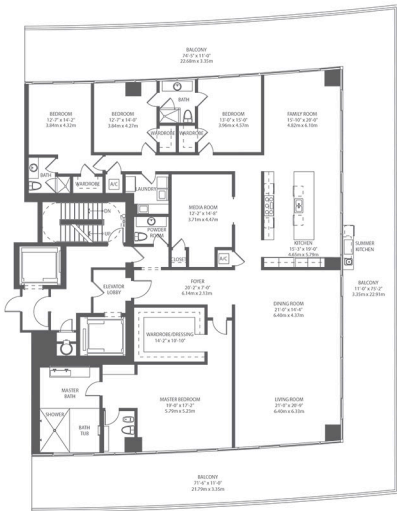 BALCONY
74'-5" x 11'-0"
22.68m x 3.35m
BATH
BEDROOM
12'-7" x 14'-2"
3.84m x 4.32m
BEDROOM
12'-7" x 14'-0"
3.84m x 4.27m
BEDROOM
13'-0" x 15'-0"
3.96m x 4.57m
FAMILY ROOM
15'-10" x 20'-0"
4.82m x 6.10m
WARDROBE
WARDROBE
BATH
WARDROBE
A/C
LAUNDRY
MEDIA ROOM
12'-2" x 14'-8"
3.71m x 4.47m
DN
UP
POWDER
ROOM
CLOSET
A/C
KITCHEN
15'-3" x 19'-0"
4.65m x 5.79m
SUMMER
KITCHEN
ELEVATOR
LOBBY
FOYER
20'-2" x 7'-0"
6.14m x 2.53m
BALCONY
11'-0" x 75'-2"
3.35m x 22.91m
DINING ROOM
21'-0" x 14'-4"
6.40m x 4.37m
WARDROBE/DRESSING
14'-2" x 10'-10"
MASTER
BATH
SHOWER
BATH
TUB
MASTER BEDROOM
19'-0" x 17'-2"
5.79m x 5.23m
LIVING ROOM
21'-0" x 20'-9"
6.40m x 6.35m
BALCONY
71'-6" x 11'-0"
21.79m x 3.35m